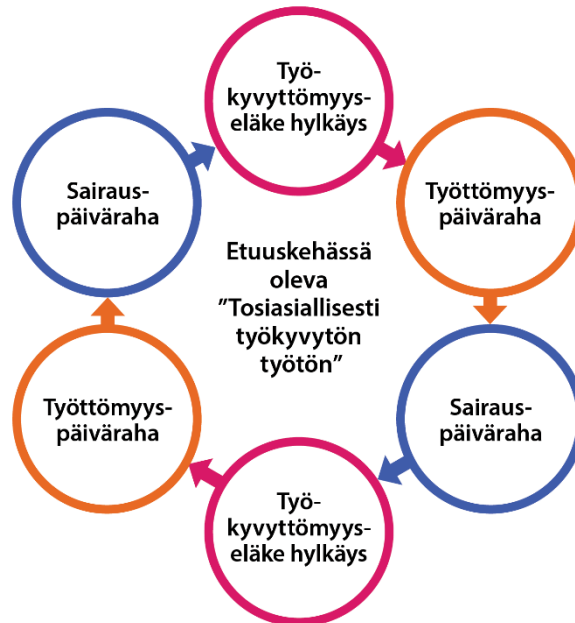 Työ-
kyvyttömyys-
eläke hylkäys
Työttömyys-
päiväraha
Sairaus-
päiväraha
Työ-
kyvyttömyys-
eläke hylkäys
Työttömyys-
päiväraha
Sairaus-
päiväraha
Etuuskehässä
oleva
”Tosiasiallisesti
työkyvytön
työtön”